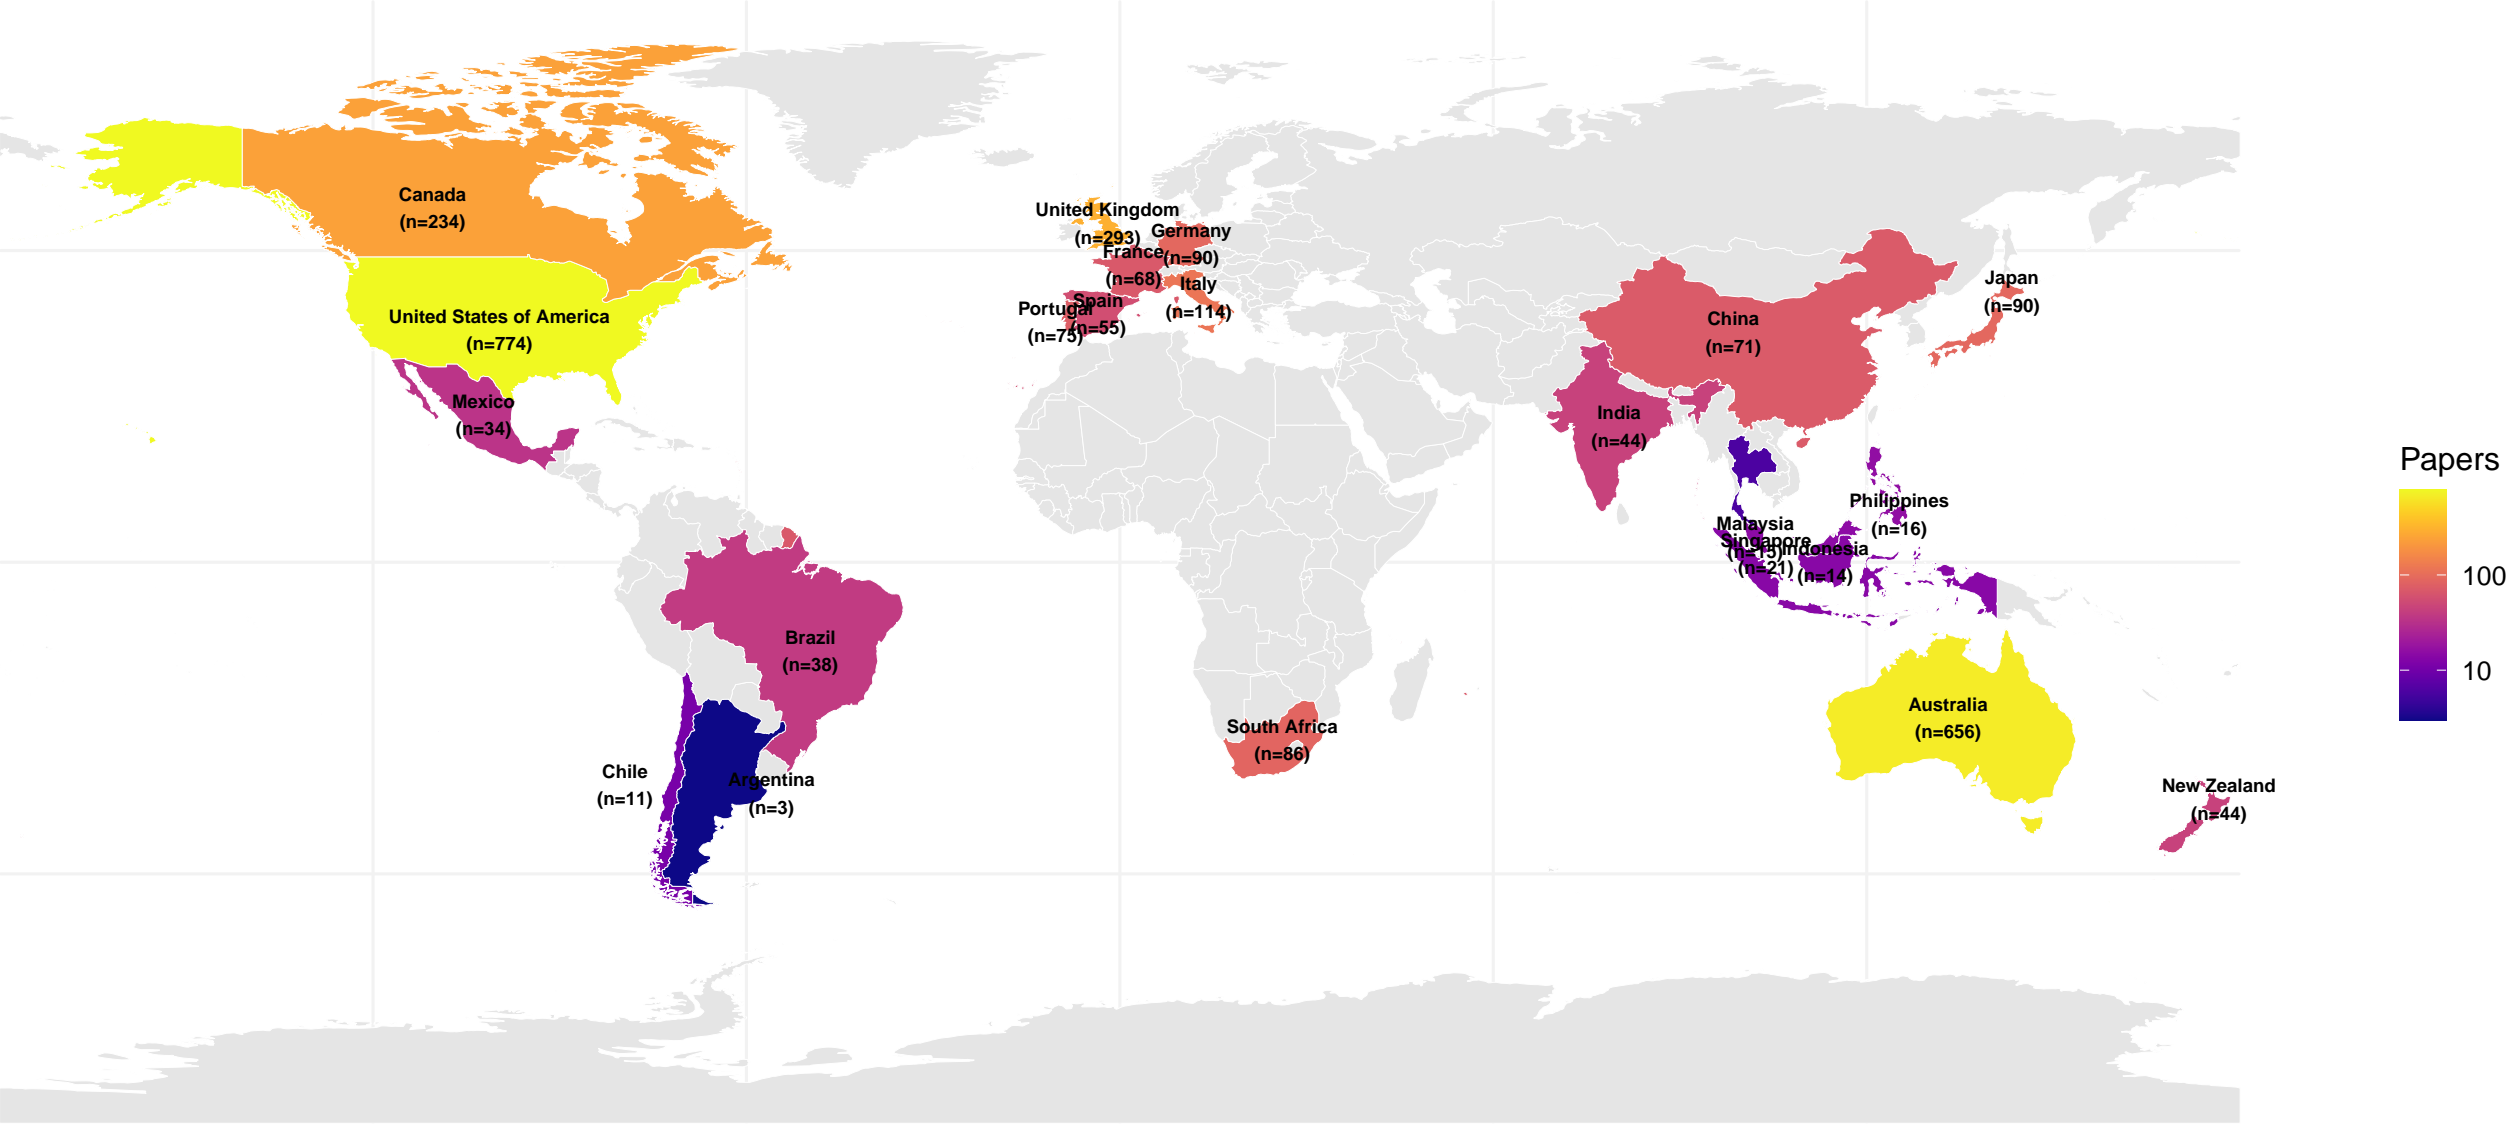 Canada
(n=234)
United States of America
(n=774)
Mexico
(n=34)
Brazil
(n=38)
Chile
(n=11)
Argentina
(n=3)
United Kingdom
(n=293)
Germany
(n=90)
France
(n=68)
Italy
(n=114)
Spain
(n=55)
Portugal
(n=75)
South Africa
(n=86)
China
(n=71)
Japan
(n=90)
India
(n=44)
Philippines
(n=16)
Malaysia
(n=15)
Singapore
(n=21)
Indonesia
(n=14)
Australia
(n=656)
New Zealand
(n=44)
Papers
100
10